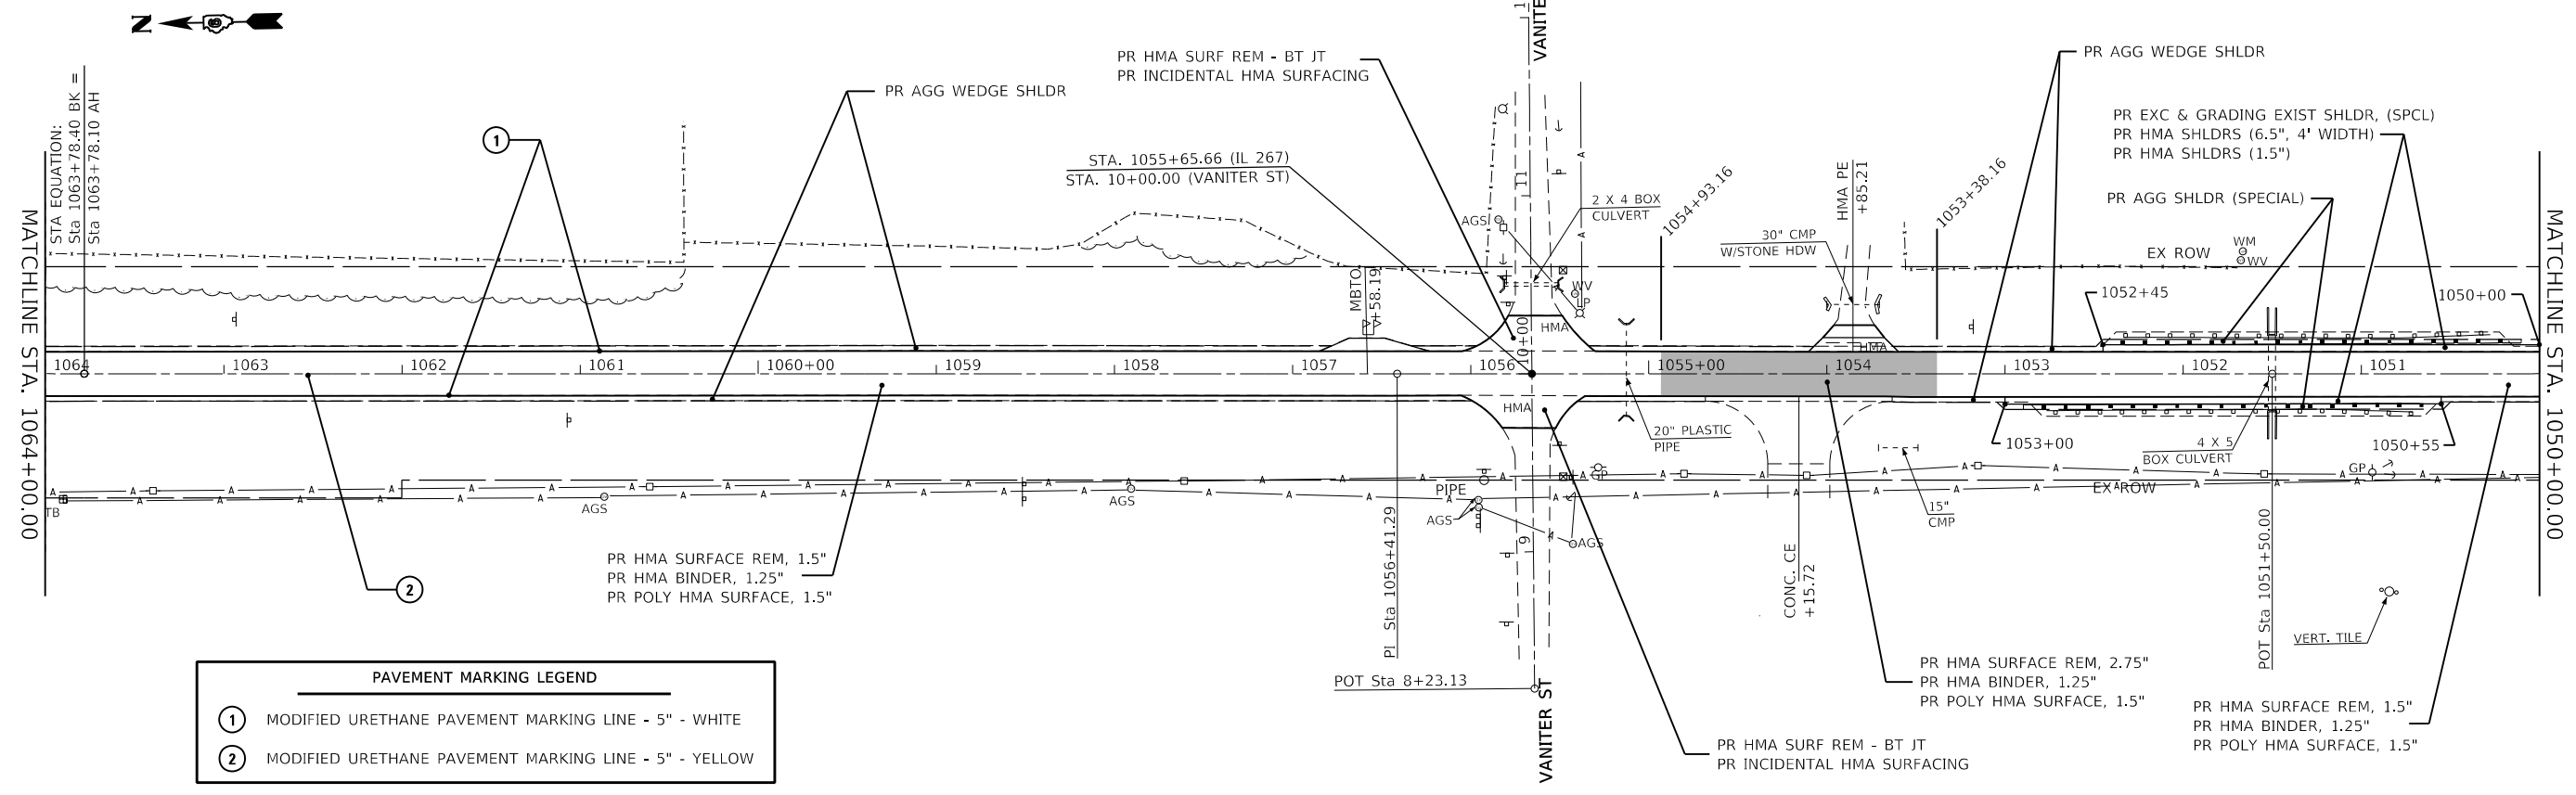 N
MATCHLINE STA. 1064+00.00
STA EQUATION:
Sta 1063+78.40 BK =
Sta 1063+78.10 AH
1
PR AGG WEDGE SHLDR
PR HMA SURF REM - BT JT
PR INCIDENTAL HMA SURFACING
STA. 1055+65.66 (IL 267)
STA. 10+00.00 (VANITER ST)
VANITE
1
11
A
AGS
2 X 4 BOX
CULVERT
WV
LP
MBTO
+58.19
10+00
HMA
1054+93.16
30" CMP
W/STONE HDW
HMA PE
+85.21
HMA
1053+38.16
PR AGG WEDGE SHLDR
PR EXC & GRADING EXIST SHLDR, (SPCL)
PR HMA SHLDRS (6.5", 4' WIDTH)
PR HMA SHLDRS (1.5")
PR AGG SHLDR (SPECIAL)
EX ROW
WM
WV
1052+45
1050+00
MATCHLINE STA. 1050+00.00
1064
1063
1062
1061
1060+00
1059
1058
1057
1056
1055+00
1054
1053
1052
1051
HMA
20" PLASTIC
PIPE
1053+00
4 X 5
BOX CULVERT
1050+55
GP
GP
EX ROW
15"
CMP
TB
AGS
AGS
PIPE
AGS
AGS
9
2
PR HMA SURFACE REM, 1.5"
PR HMA BINDER, 1.25"
PR POLY HMA SURFACE, 1.5"
PI Sta 1056+41.29
POT Sta 8+23.13
VANITER ST
CONC. CE
+15.72
POT Sta 1051+50.00
VERT. TILE
PR HMA SURFACE REM, 2.75"
PR HMA BINDER, 1.25"
PR POLY HMA SURFACE, 1.5"
PR HMA SURF REM - BT JT
PR INCIDENTAL HMA SURFACING
PR HMA SURFACE REM, 1.5"
PR HMA BINDER, 1.25"
PR POLY HMA SURFACE, 1.5"
PAVEMENT MARKING LEGEND
1 MODIFIED URETHANE PAVEMENT MARKING LINE - 5" - WHITE
2 MODIFIED URETHANE PAVEMENT MARKING LINE - 5" - YELLOW